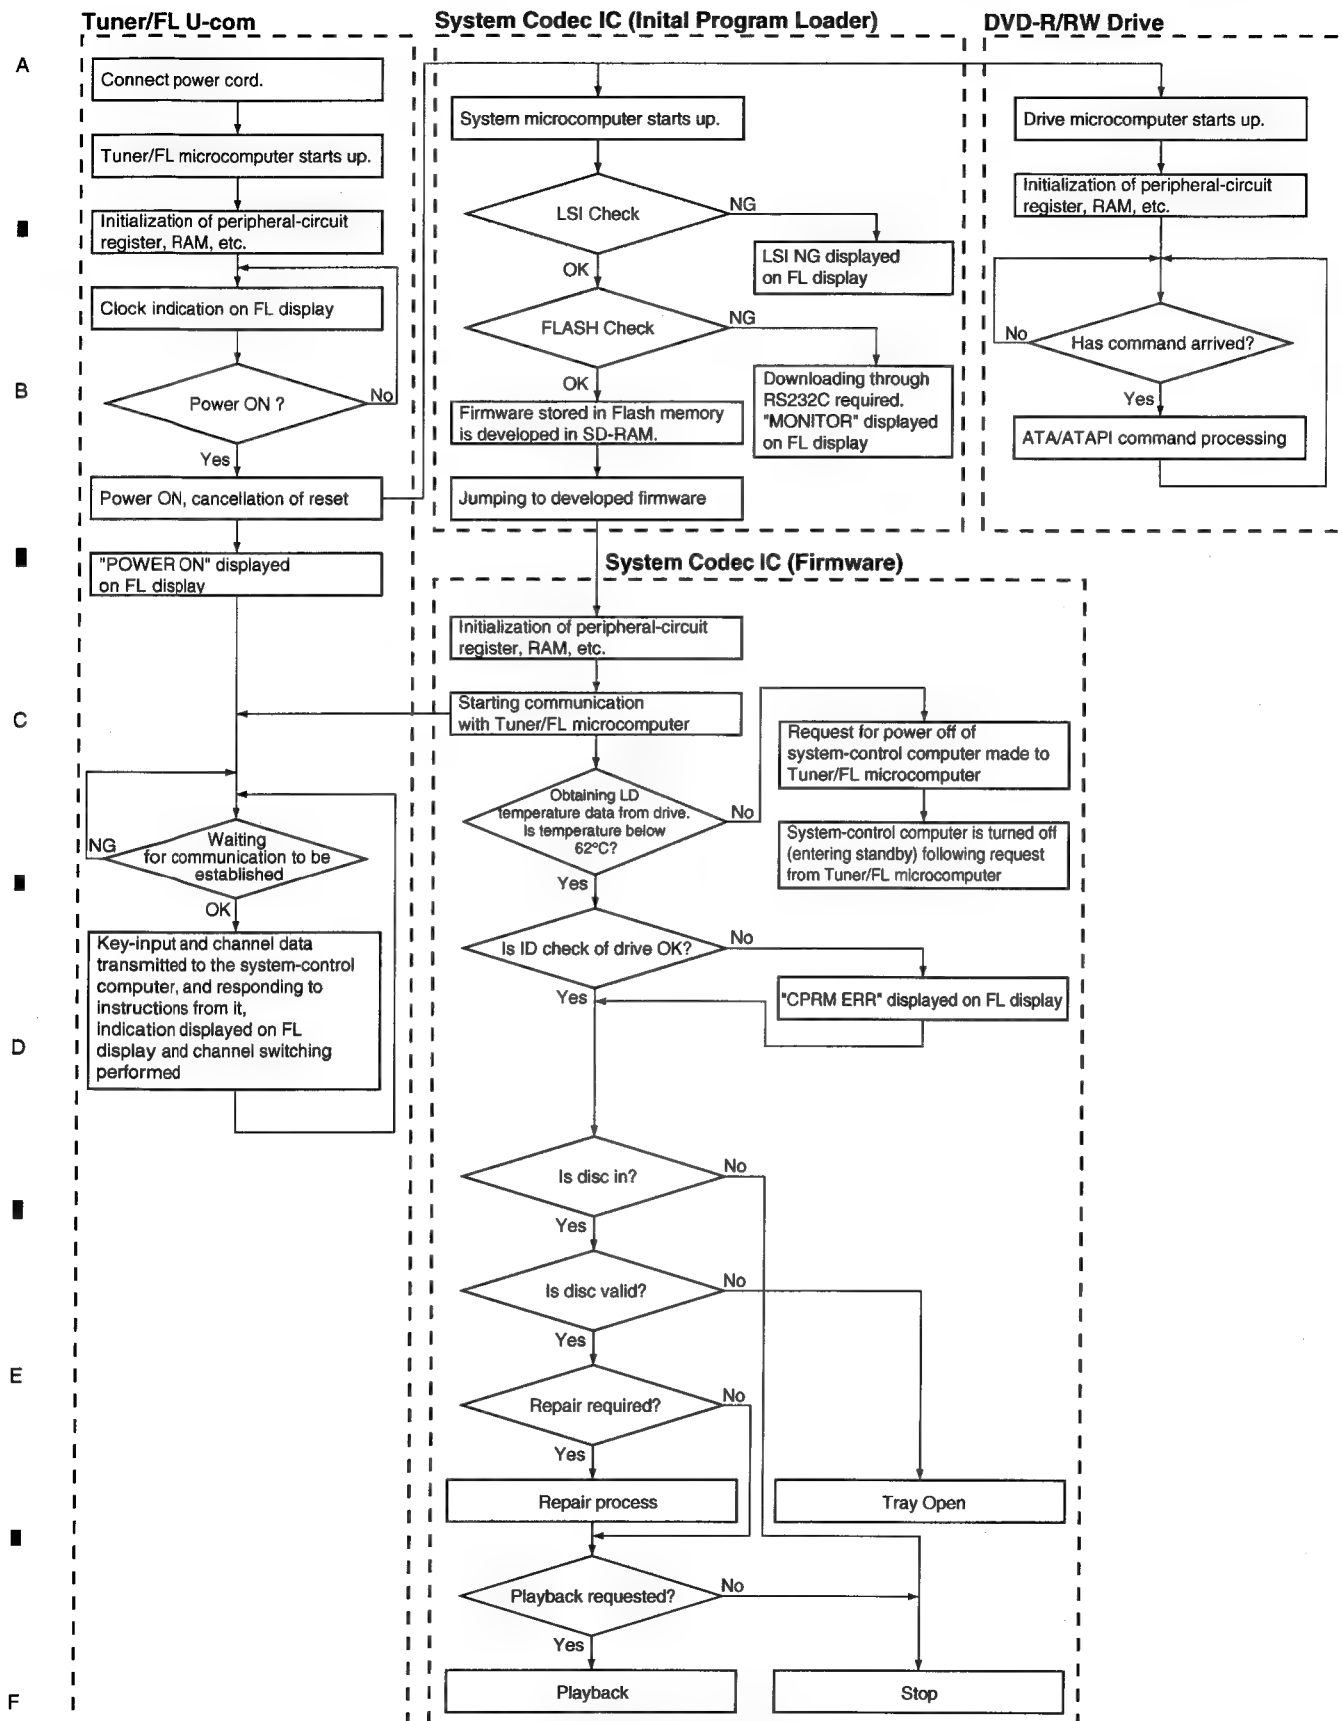 Tuner/FL U-com
System Codec IC (Inital Program Loader)
DVD-R/RW Drive
A
Connect power cord.
System microcomputer starts up.
Drive microcomputer starts up.
Tuner/FL microcomputer starts up.
Initialization of peripheral-circuit
register, RAM, etc.
LSI Check
NG
Initialization of peripheral-circuit
register, RAM, etc.
LSI NG displayed
on FL display
OK
Clock indication on FL display
FLASH Check
NG
No
Has command arrived?
B
Power ON ?
No
OK
Downloading through
RS232C required.
"MONITOR" displayed
on FL display
Yes
Firmware stored in Flash memory
is developed in SD-RAM.
ATA/ATAPI command processing
Yes
Power ON, cancellation of reset
Jumping to developed firmware
"POWER ON" displayed
on FL display
System Codec IC (Firmware)
Initialization of peripheral-circuit
register, RAM, etc.
C
Starting communication
with Tuner/FL microcomputer
Request for power off of
system-control computer made to
Tuner/FL microcomputer
Obtaining LD
temperature data from drive.
Is temperature below
62°C?
No
NG
Waiting
for communication to be
established
System-control computer is turned off
(entering standby) following request
from Tuner/FL microcomputer
Yes
OK
Key-input and channel data
transmitted to the system-control
computer, and responding to
instructions from it,
indication displayed on FL
display and channel switching
performed
Is ID check of drive OK?
No
Yes
"CPRM ERR" displayed on FL display
D
Is disc in?
No
Yes
Is disc valid?
No
Yes
E
Repair required?
No
Yes
Repair process
Tray Open
Playback requested?
No
Yes
Playback
Stop
F